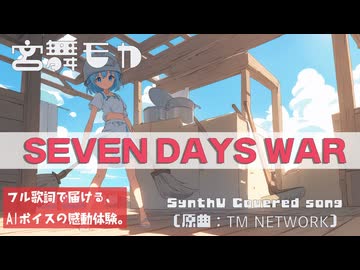 宮舞モカ
SEVEN DAYS WAR
SynthV Covered song
フル歌詞で届ける、
AIボイスの感動体験。
〔原曲：TM NETWORK〕